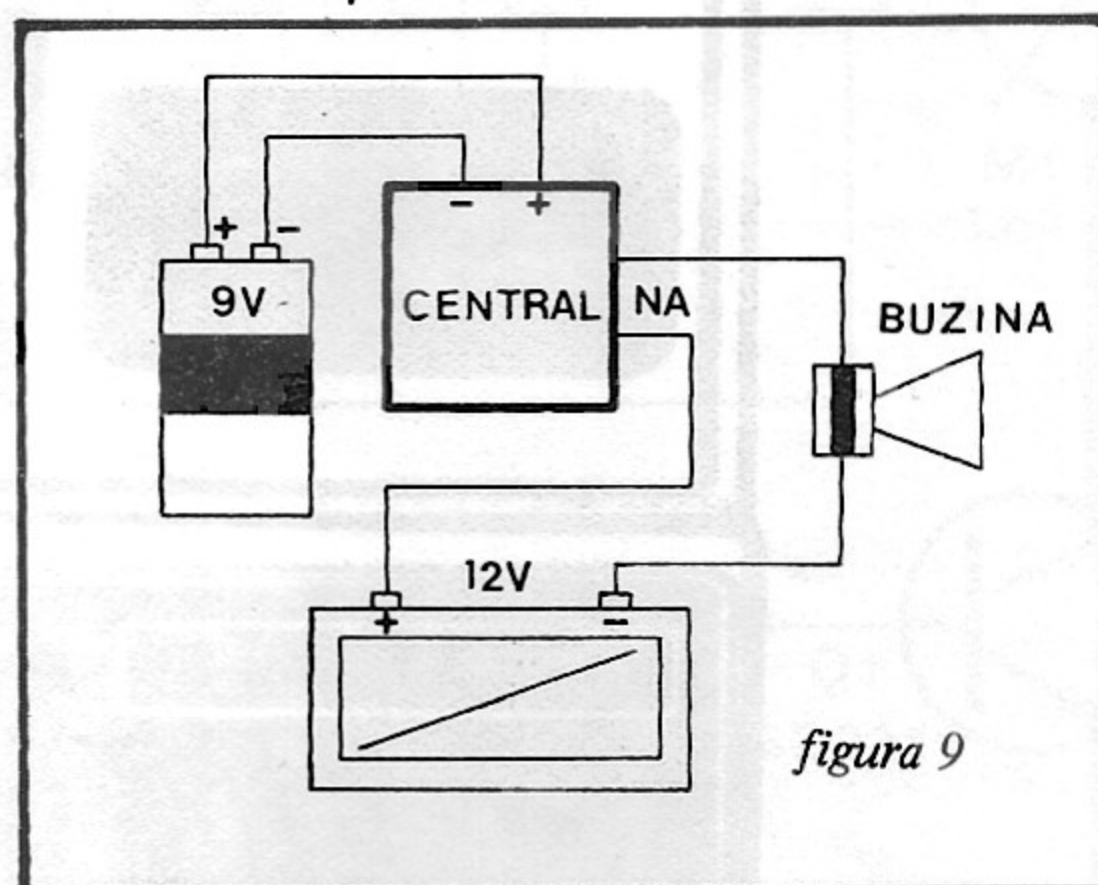 - +
+ -
9V
CENTRAL NA
BUZINA
12V
+ -
figura 9